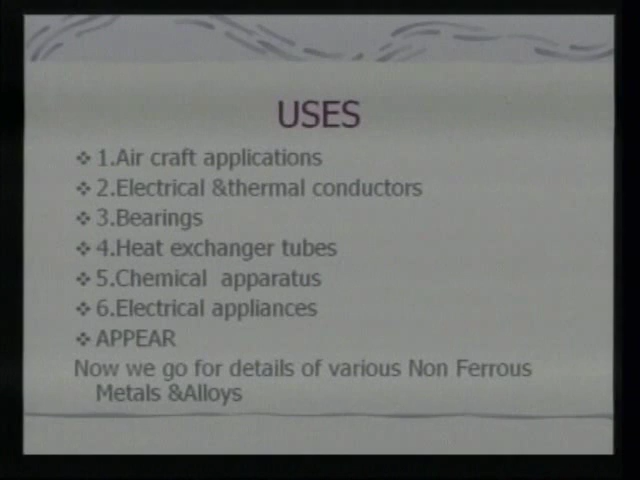 USES
❖ 1.Air craft applications
❖ 2.Electrical &thermal conductors
❖ 3.Bearings
❖ 4.Heat exchanger tubes
❖ 5.Chemical  apparatus
❖ 6.Electrical appliances
❖ APPEAR
Now we go for details of various Non Ferrous
Metals &Alloys